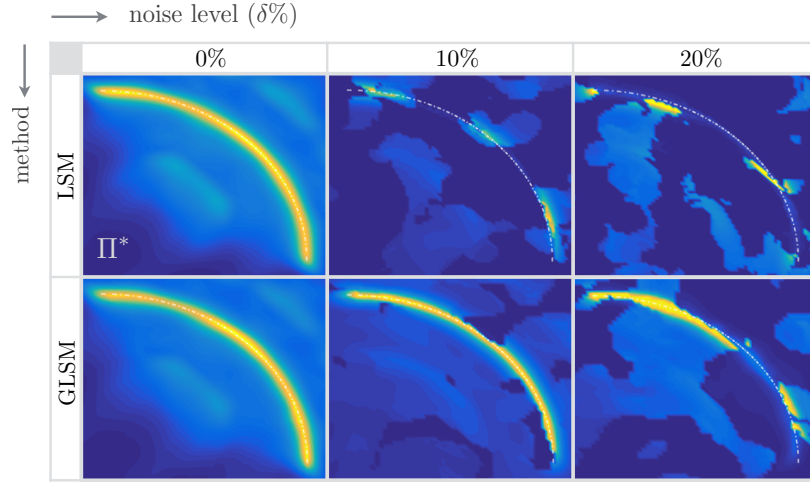 noise level (δ%)
method
0% 10% 20%
LSM
Π*
GLSM